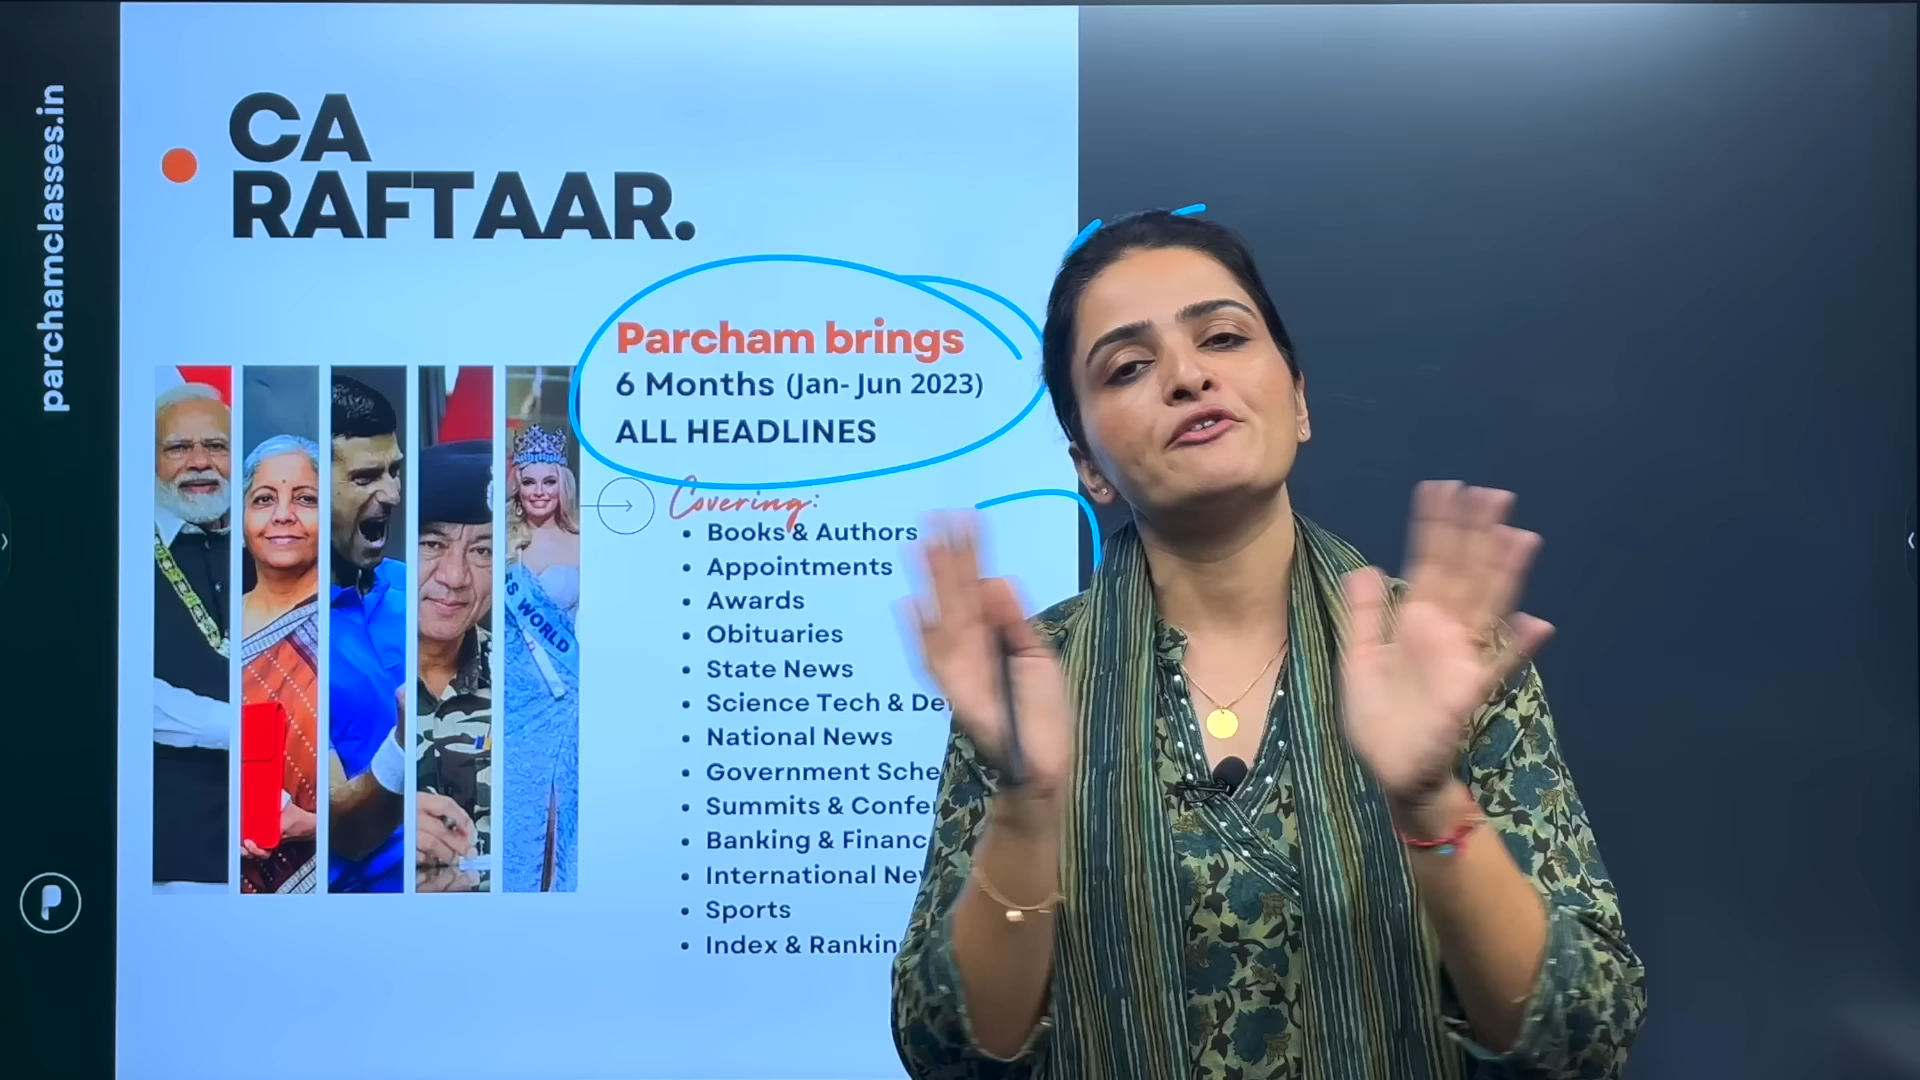 parchamclasses.in
CA
RAFTAAR.
Parcham brings
6 Months (Jan- Jun 2023)
ALL HEADLINES
Covering:
• Books & Authors
• Appointments
• Awards
• Obituaries
• State News
• Science Tech &
• National News
• Government
• Summits &
• Banking &
• International
• Sports
• Index &
WORLD
P